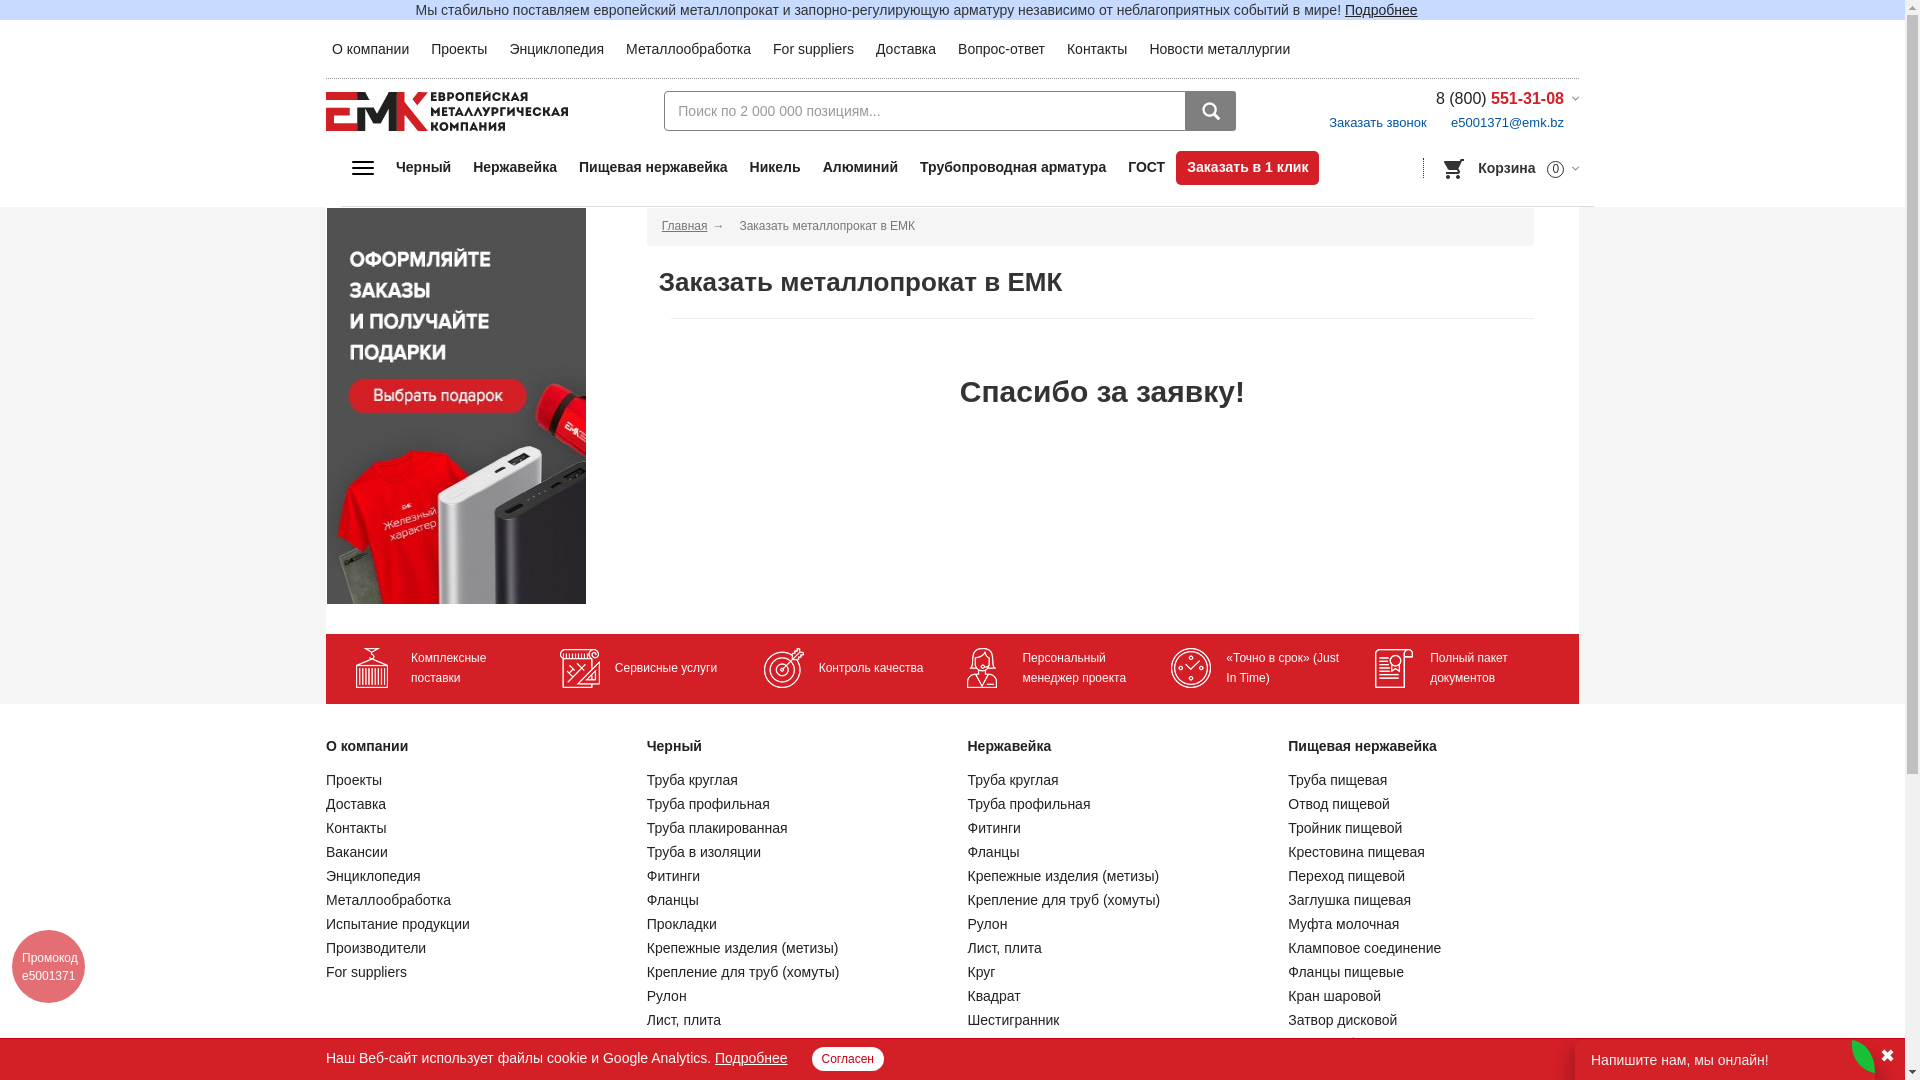 Мы стабильно поставляем европейский металлопрокат и запорно-регулирующую арматуру независимо от неблагоприятных событий в мире! Подробнее
О компании Проекты Энциклопедия Металлообработка For suppliers Доставка Вопрос-ответ Контакты Новости металлургии
ЕМК ЕВРОПЕЙСКАЯ
МЕТАЛЛУРГИЧЕСКАЯ
КОМПАНИЯ
Поиск по 2 000 000 позициям...
8 (800) 551-31-08
Заказать звонок e5001371@emk.bz
Черный Нержавейка Пищевая нержавейка Никель Алюминий Трубопроводная арматура ГОСТ Заказать в 1 клик
Корзина 0
ОФОРМЛЯЙТЕ
ЗАКАЗЫ
И ПОЛУЧАЙТЕ
ПОДАРКИ
Выбрать подарок
ЕМК
ЕМК
Железный
характер
Главная → Заказать металлопрокат в ЕМК
Заказать металлопрокат в ЕМК
Спасибо за заявку!
Комплексные
поставки
Сервисные услуги
Контроль качества
Персональный
менеджер проекта
«Точно в срок» (Just
In Time)
Полный пакет
документов
О компании
Проекты
Доставка
Контакты
Вакансии
Энциклопедия
Металлообработка
Испытание продукции
Производители
For suppliers
Черный
Труба круглая
Труба профильная
Труба плакированная
Труба в изоляции
Фитинги
Фланцы
Прокладки
Крепежные изделия (метизы)
Крепление для труб (хомуты)
Рулон
Лист, плита
Нержавейка
Труба круглая
Труба профильная
Фитинги
Фланцы
Крепежные изделия (метизы)
Крепление для труб (хомуты)
Рулон
Лист, плита
Круг
Квадрат
Шестигранник
Пищевая нержавейка
Труба пищевая
Отвод пищевой
Тройник пищевой
Крестовина пищевая
Переход пищевой
Заглушка пищевая
Муфта молочная
Кламповое соединение
Фланцы пищевые
Кран шаровой
Затвор дисковой
Промокод
e5001371
Наш Веб-сайт использует файлы cookie и Google Analytics. Подробнее Согласен
Напишите нам, мы онлайн!